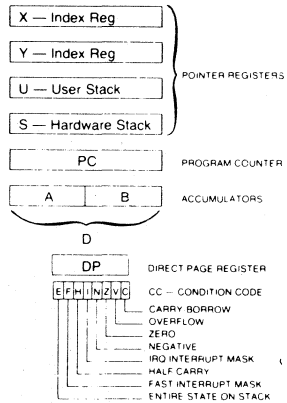 X — Index Reg
Y — Index Reg
U — User Stack
S — Hardware Stack
POINTER REGISTERS
PC
PROGRAM COUNTER
A
B
ACCUMULATORS
D
DP
DIRECT PAGE REGISTER
E F H I N Z V C
CC – CONDITION CODE
CARRY BORROW
OVERFLOW
ZERO
NEGATIVE
IRQ INTERRUPT MASK
HALF CARRY
FAST INTERRUPT MASK
ENTIRE STATE ON STACK